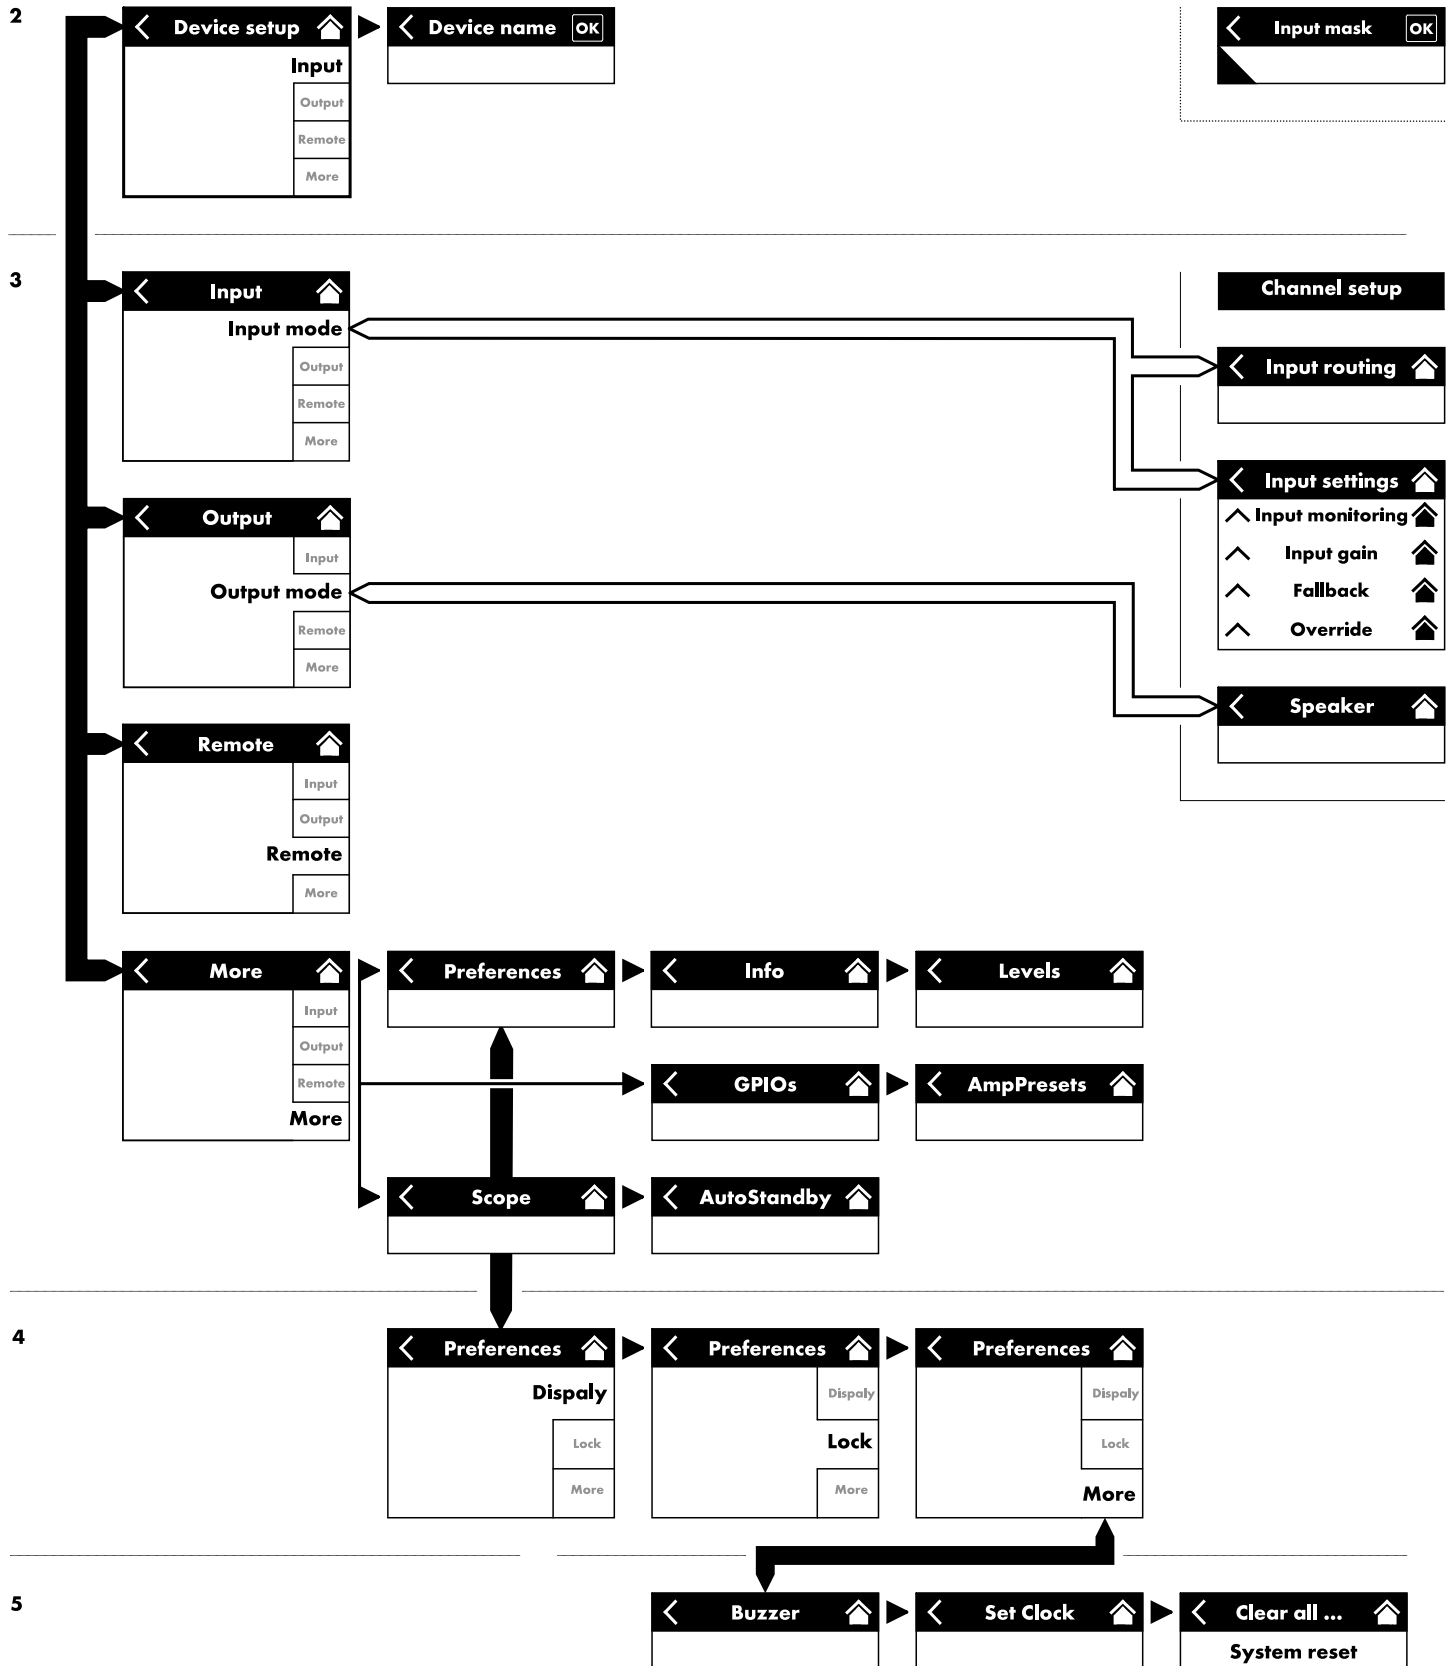 2
Device setup
Device name OK
Input mask OK
Input
Output
Remote
More
3
Input
Input mode
Output
Remote
More
Channel setup
Input routing
Input settings
Input monitoring
Input gain
Fallback
Override
Output
Input
Output mode
Remote
More
Speaker
Remote
Input
Output
Remote
More
More
Input
Output
Remote
More
Preferences
Info
Levels
GPIOs
AmpPresets
Scope
AutoStandby
4
Preferences
Dispaly
Lock
More
Preferences
Dispaly
Lock
More
Preferences
Dispaly
Lock
More
5
Buzzer
Set Clock
Clear all ...
System reset